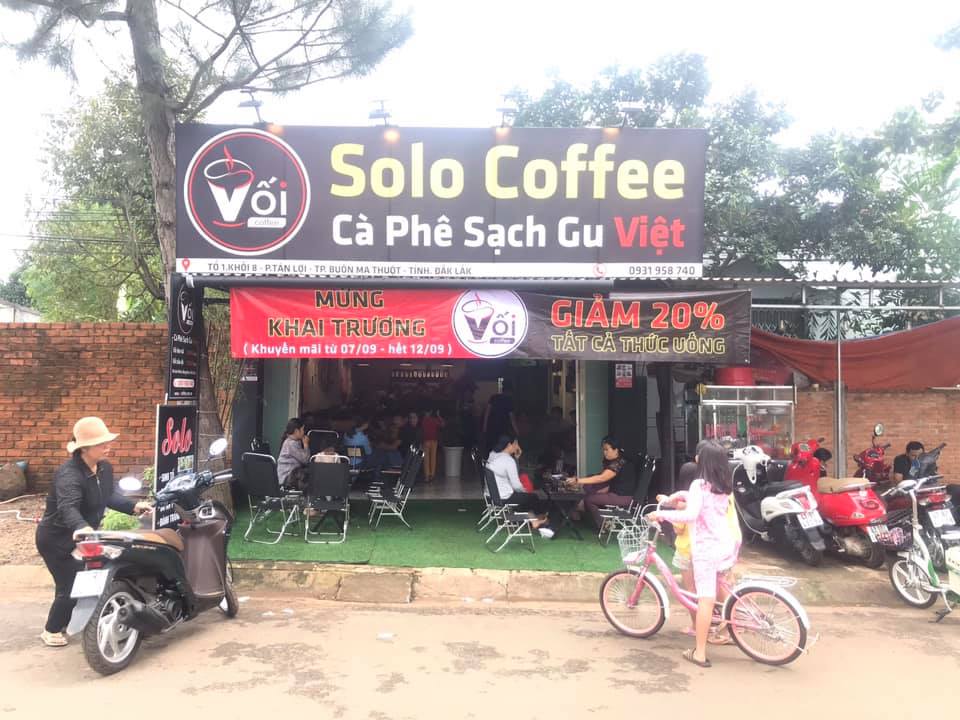 Vối
coffee
Solo Coffee
Cà Phê Sạch Gu Việt
TỔ 1.KHỐI 8 - P.TÂN LỢI - TP. BUÔN MA THUỘT - TỈNH. ĐĂK LĂK
0931 958 740
MỪNG
KHAI TRƯƠNG
( Khuyến mãi từ 07/09 - hết 12/09 )
Vối
coffee
GIẢM 20%
TẤT CẢ THỨC UỐNG
Vối
Solo